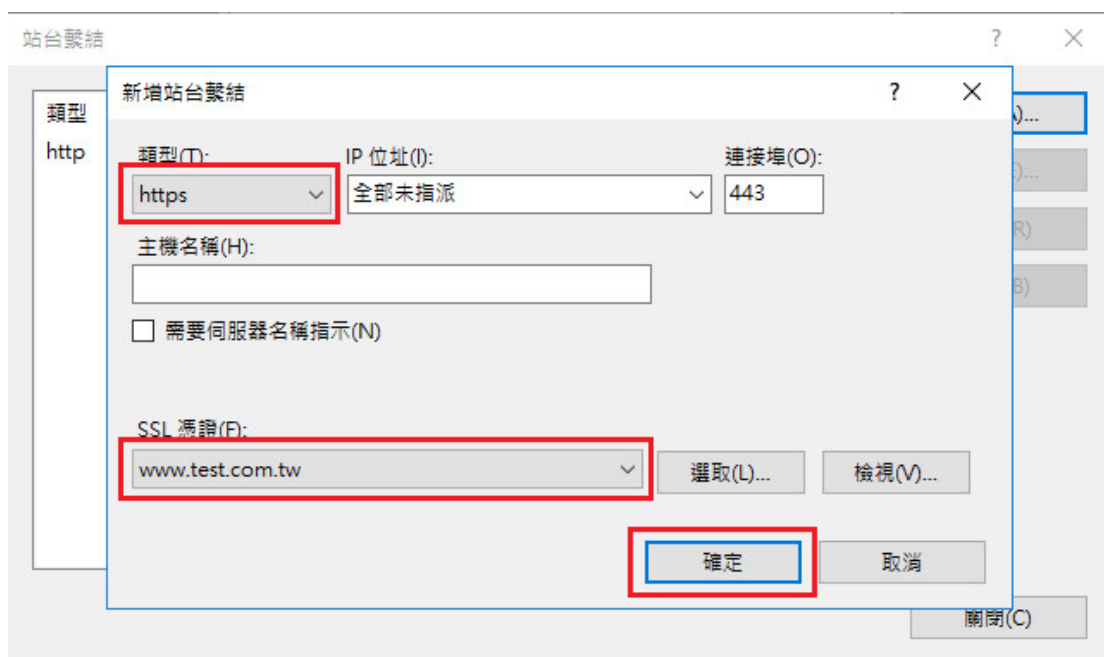 站台繫結
新增站台繫結
類型
http
類型(T):
IP 位址(I):
連接埠(O):
https
全部未指派
443
主機名稱(H):
需要伺服器名稱指示(N)
SSL 憑證(F):
www.test.com.tw
選取(L)...
檢視(V)...
確定
取消
)...
)...
R)
B)
關閉(C)